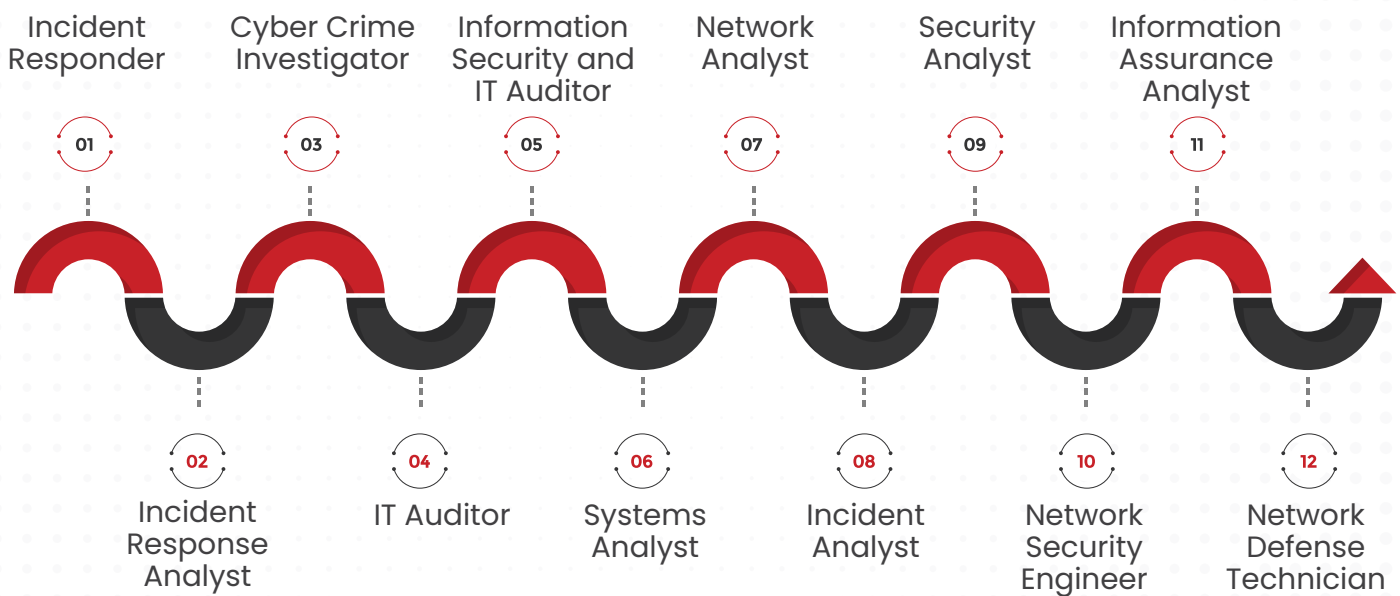 Incident
Responder
Cyber Crime
Investigator
Information
Security and
IT Auditor
Network
Analyst
Security
Analyst
Information
Assurance
Analyst
01
03
05
07
09
11
02
04
06
08
10
12
Incident
Response
Analyst
IT Auditor
Systems
Analyst
Incident
Analyst
Network
Security
Engineer
Network
Defense
Technician